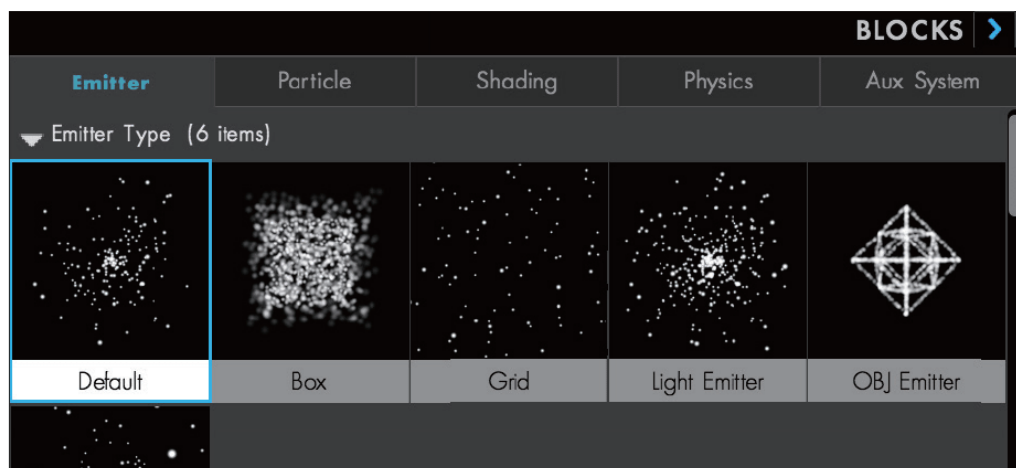 BLOCKS
Emitter Particle Shading Physics Aux System
Emitter Type (6 items)
Default Box Grid Light Emitter OBJ Emitter